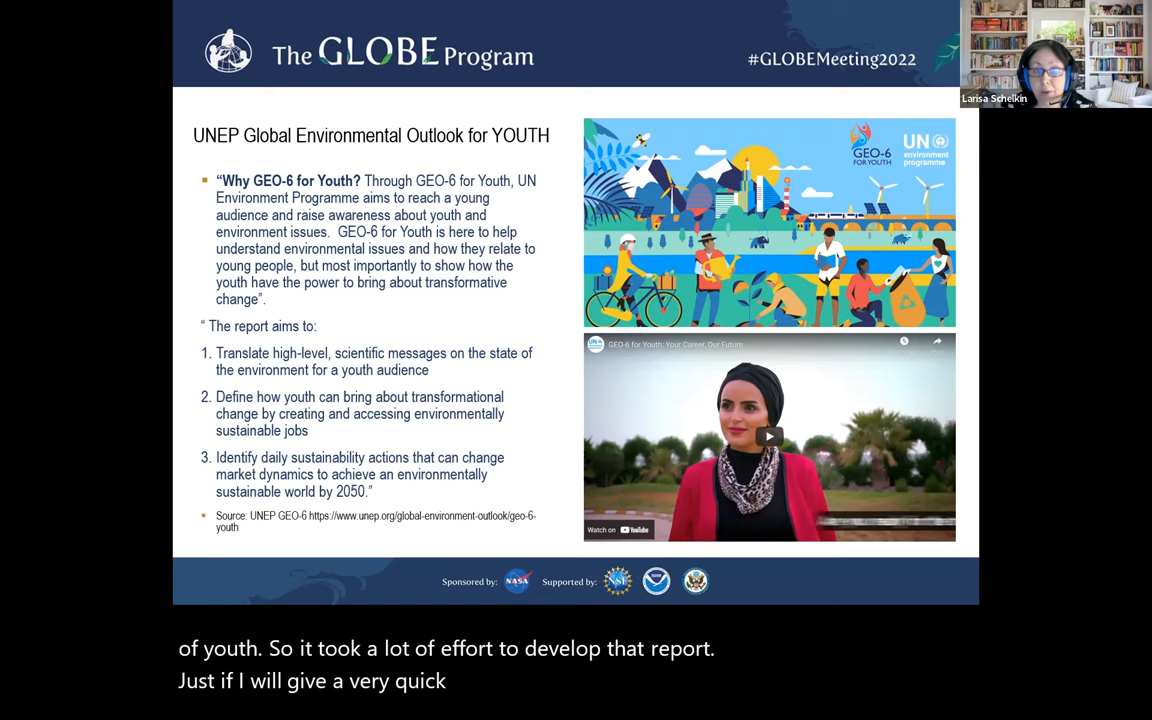 The GLOBE Program
#GLOBEMeeting2022
Larisa Schelkin
UNEP Global Environmental Outlook for YOUTH
“Why GEO-6 for Youth? Through GEO-6 for Youth, UN
Environment Programme aims to reach a young
audience and raise awareness about youth and
environment issues. GEO-6 for Youth is here to help
understand environmental issues and how they relate to
young people, but most importantly to show how the
youth have the power to bring about transformative
change”.
“ The report aims to:
1. Translate high-level, scientific messages on the state of
the environment for a youth audience
2. Define how youth can bring about transformational
change by creating and accessing environmentally
sustainable jobs
3. Identify daily sustainability actions that can change
market dynamics to achieve an environmentally
sustainable world by 2050.”
Source: UNEP GEO-6 https://www.unep.org/global-environment-outlook/geo-6-
youth
GEO-6
FOR YOUTH
UN
environment
programme
GEO-6 for Youth: Your Career, Our Future
Watch on YouTube
Sponsored by: NASA Supported by: NSF
of youth. So it took a lot of effort to develop that report.
Just if I will give a very quick